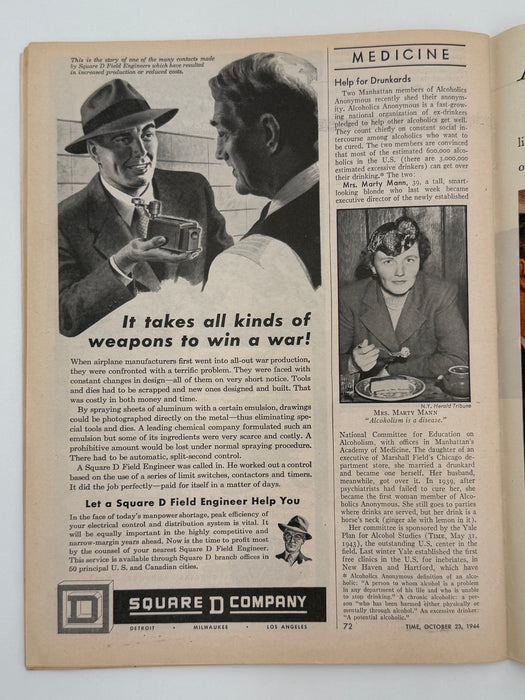 This is the story of one of the many contacts made
by Square D Field Engineers which have resulted
in increased production or reduced costs.
It takes all kinds of
weapons to win a war!
When airplane manufacturers first went into all-out war production,
they were confronted with a terrific problem. They were faced with
constant changes in design—all of them on very short notice. Tools
and dies had to be scrapped and new ones designed and built. That
was costly in both money and time.
By spraying sheets of aluminum with a certain emulsion, drawings
could be photographed directly on the metal—thus eliminating spe-
cial tools and dies. A leading chemical company formulated such an
emulsion but some of its ingredients were very scarce and costly. A
prohibitive amount would be lost under normal spraying procedure.
There had to be automatic, split-second control.
A Square D Field Engineer was called in. He worked out a control
based on the use of a series of limit switches, contactors and timers.
It did the job perfectly—paid for itself in a matter of days.
Let a Square D Field Engineer Help You
In the face of today's manpower shortage, peak efficiency of
your electrical control and distribution system is vital. It
will be equally important in the highly competitive and
narrow-margin years ahead. Now is the time to profit most
by the counsel of your nearest Square D Field Engineer.
This service is available through Square D branch offices in
50 principal U. S. and Canadian cities.
D
SQUARE D COMPANY
DETROIT • MILWAUKEE • LOS ANGELES
MEDICINE
Help for Drunkards
Two Manhattan members of Alcoholics
Anonymous recently shed their anonym-
ity. Alcoholics Anonymous is a fast-grow-
ing national organization of ex-drinkers
pledged to help other alcoholics get well.
They count chiefly on constant social in-
tercourse among alcoholics who want to
be cured. The two members are convinced
that most of the estimated 600,000 alco-
holics in the U.S. (there are 3,000,000
estimated excessive drinkers) can get over
their drinking.* The two:
Mrs. Marty Mann, 39, a tall, smart-
looking blonde who last week became
executive director of the newly established
N.Y. Herald Tribune
MRS. MARTY MANN
"Alcoholism is a disease."
National Committee for Education on
Alcoholism, with offices in Manhattan's
Academy of Medicine. The daughter of an
executive of Marshall Field's Chicago de-
partment store, she married a drunkard
and became one herself. Her husband,
meanwhile, got over it. In 1939, after
psychiatrists had failed to cure her, she
became the first woman member of Alco-
holics Anonymous. She still goes to parties
where drinks are served, but her drink is a
horse's neck (ginger ale with lemon in it).
Her committee is sponsored by the Yale
Plan for Alcohol Studies (TIME, May 31,
1943), the outstanding U.S. center in the
field. Last winter Yale established the first
free clinics in the U.S. for inebriates, in
New Haven and Hartford, which have
* Alcoholics Anonymous definition of an alco-
holic: "A person to whom alcohol is a problem
in any department of his life and who is unable
to stop drinking." A chronic alcoholic: a per-
son "who has been harmed either physically or
mentally through alcohol." An excessive drinker:
"A potential alcoholic."
72
TIME, OCTOBER 23, 1944